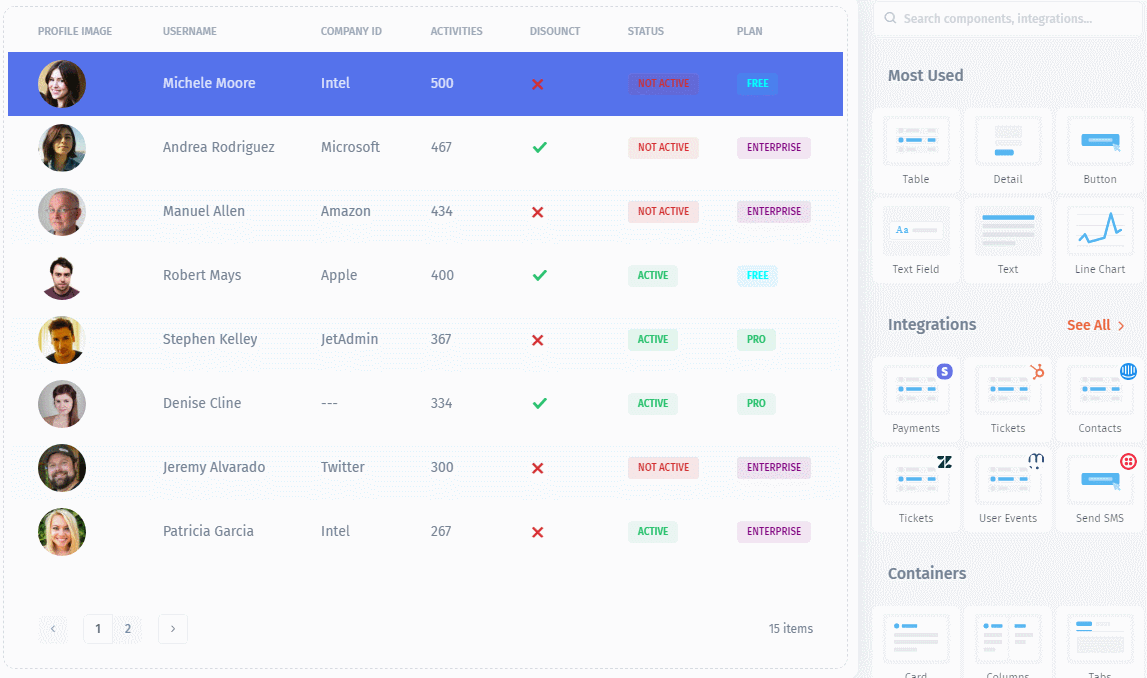 PROFILE IMAGE USERNAME COMPANY ID ACTIVITIES DISOUNCT STATUS PLAN
Michele Moore Intel 500 NOT ACTIVE FREE
Andrea Rodriguez Microsoft 467 NOT ACTIVE ENTERPRISE
Manuel Allen Amazon 434 NOT ACTIVE ENTERPRISE
Robert Mays Apple 400 ACTIVE FREE
Stephen Kelley JetAdmin 367 ACTIVE PRO
Denise Cline --- 334 ACTIVE PRO
Jeremy Alvarado Twitter 300 NOT ACTIVE ENTERPRISE
Patricia Garcia Intel 267 ACTIVE ENTERPRISE
1 2 15 items
Search components, integrations...
Most Used
Table Detail Button
Aa
Text Field Text Line Chart
Integrations See All
S
Payments Tickets Contacts
Tickets User Events Send SMS
Containers
Card Columns Tabs